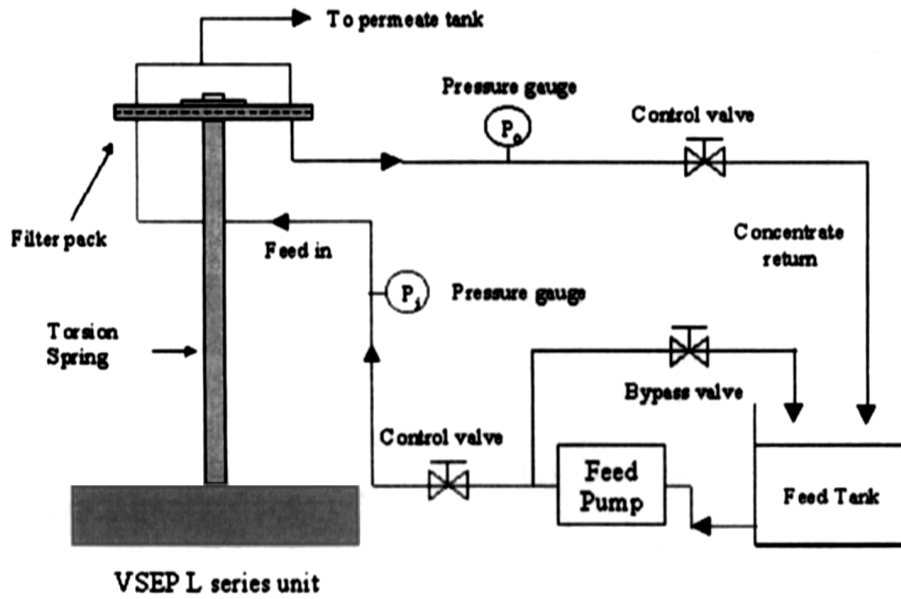 To permeate tank
Pressure gauge
Control valve
P₀
Filter pack
Feed in
Concentrate
return
Pᵢ
Pressure gauge
Torsion
Spring
Bypass valve
Control valve
Feed
Pump
Feed Tank
VSEP L series unit